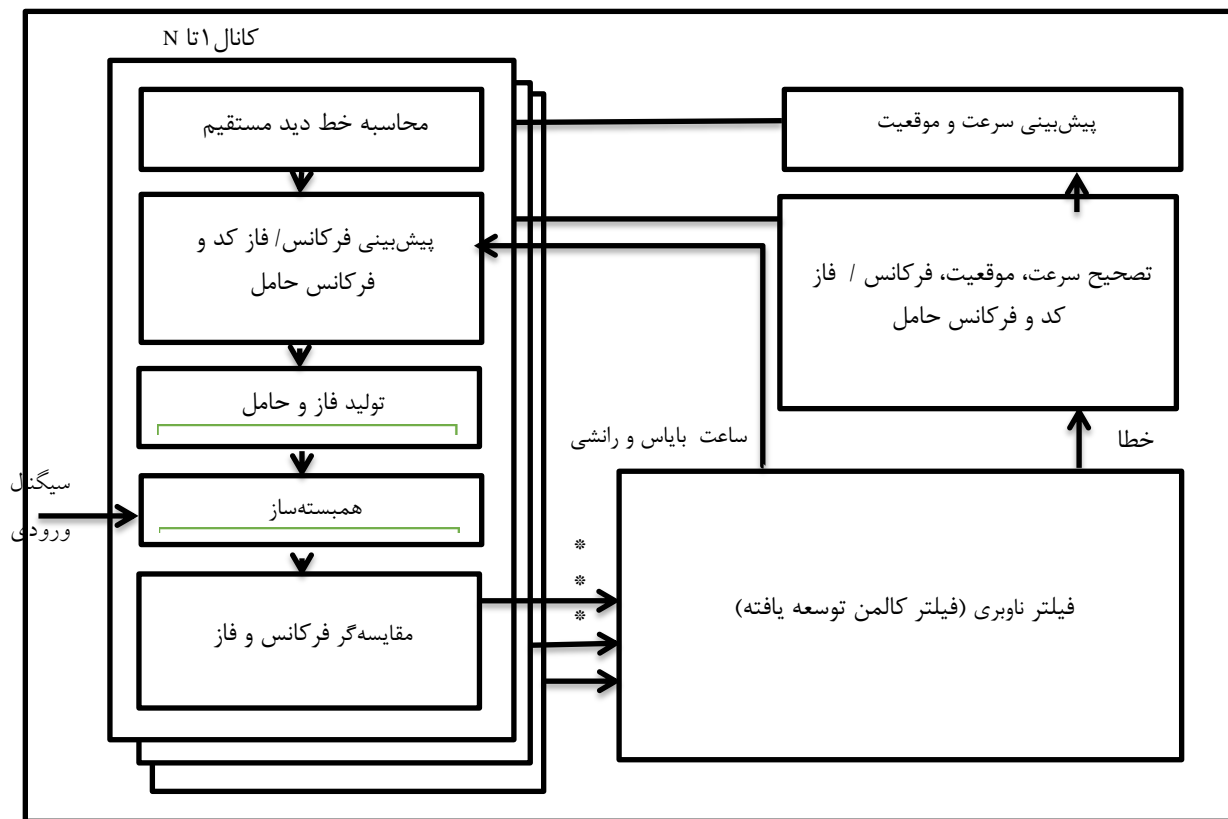 کانال۱تا N
محاسبه خط دید مستقیم
پیش‌بینی سرعت و موقعیت
پیش‌بینی فرکانس/ فاز کد و
فرکانس حامل
تصحیح سرعت، موقعیت، فرکانس / فاز
کد و فرکانس حامل
تولید فاز و حامل
ساعت بایاس و رانشی
خطا
سیگنال
ورودی
همبسته‌ساز
*
*
*
مقایسه‌گر فرکانس و فاز
فیلتر ناوبری (فیلتر کالمن توسعه یافته)